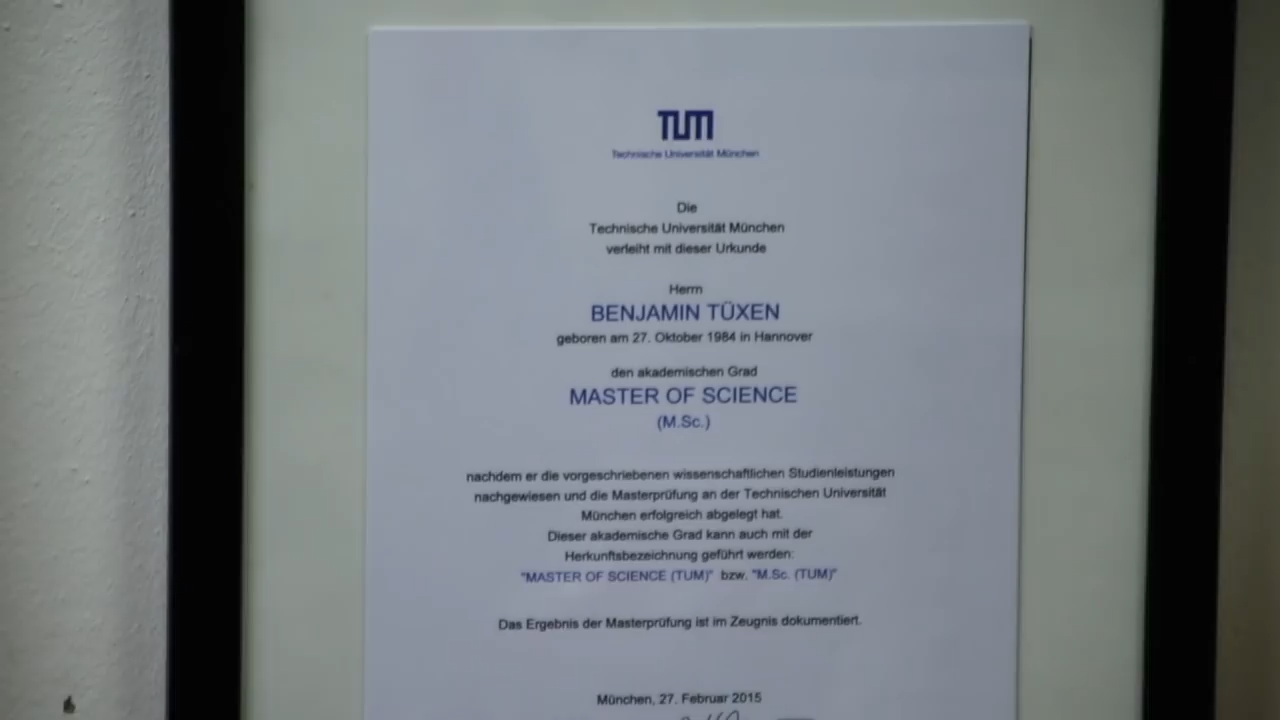 TUM
Technische Universität München
Die
Technische Universität München
verleiht mit dieser Urkunde
Herrn
BENJAMIN TÜXEN
geboren am 27. Oktober 1984 in Hannover
den akademischen Grad
MASTER OF SCIENCE
(M.Sc.)
nachdem er die vorgeschriebenen wissenschaftlichen Studienleistungen
nachgewiesen und die Masterprüfung an der Technischen Universität
München erfolgreich abgelegt hat.
Dieser akademische Grad kann auch mit der
Herkunftsbezeichnung geführt werden:
"MASTER OF SCIENCE (TUM)" bzw. "M.Sc. (TUM)"
Das Ergebnis der Masterprüfung ist im Zeugnis dokumentiert.
München, 27. Februar 2015